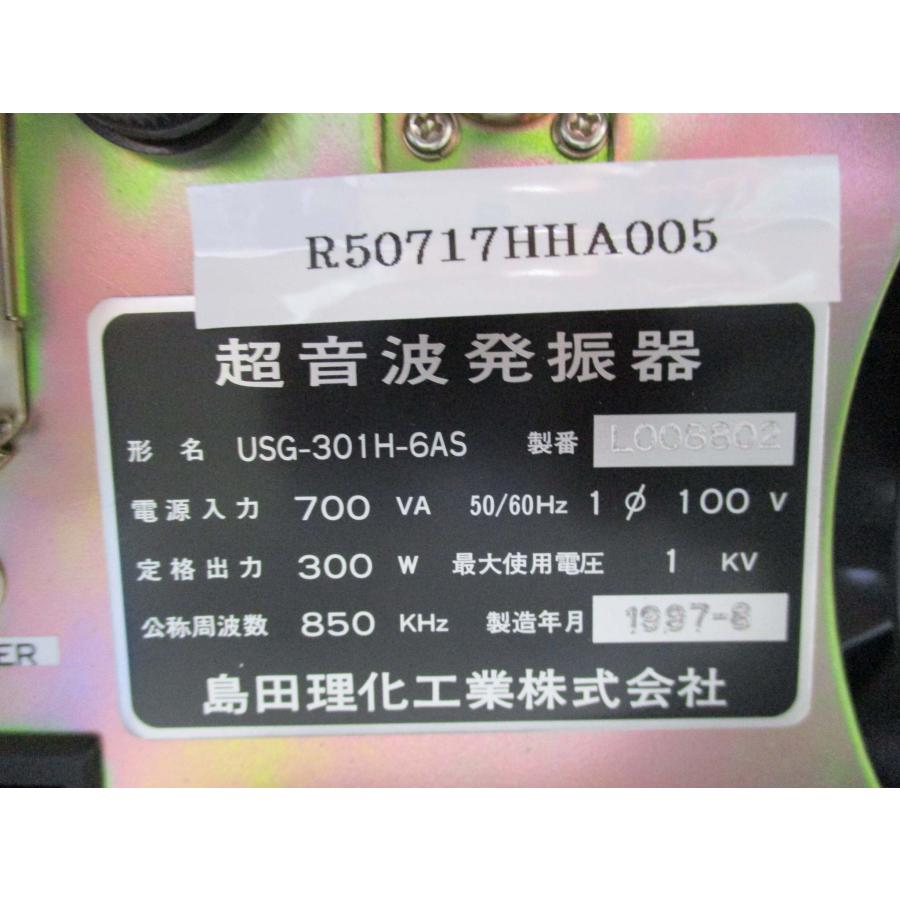 R50717HHA005
超音波発振器
形名 USG-301H-6AS 製番 L008802
電源入力 700 VA 50/60Hz 1 φ 100 V
定格出力 300 W 最大使用電圧 1 KV
公称周波数 850 KHz 製造年月 1997-8
ER
島田理化工業株式会社